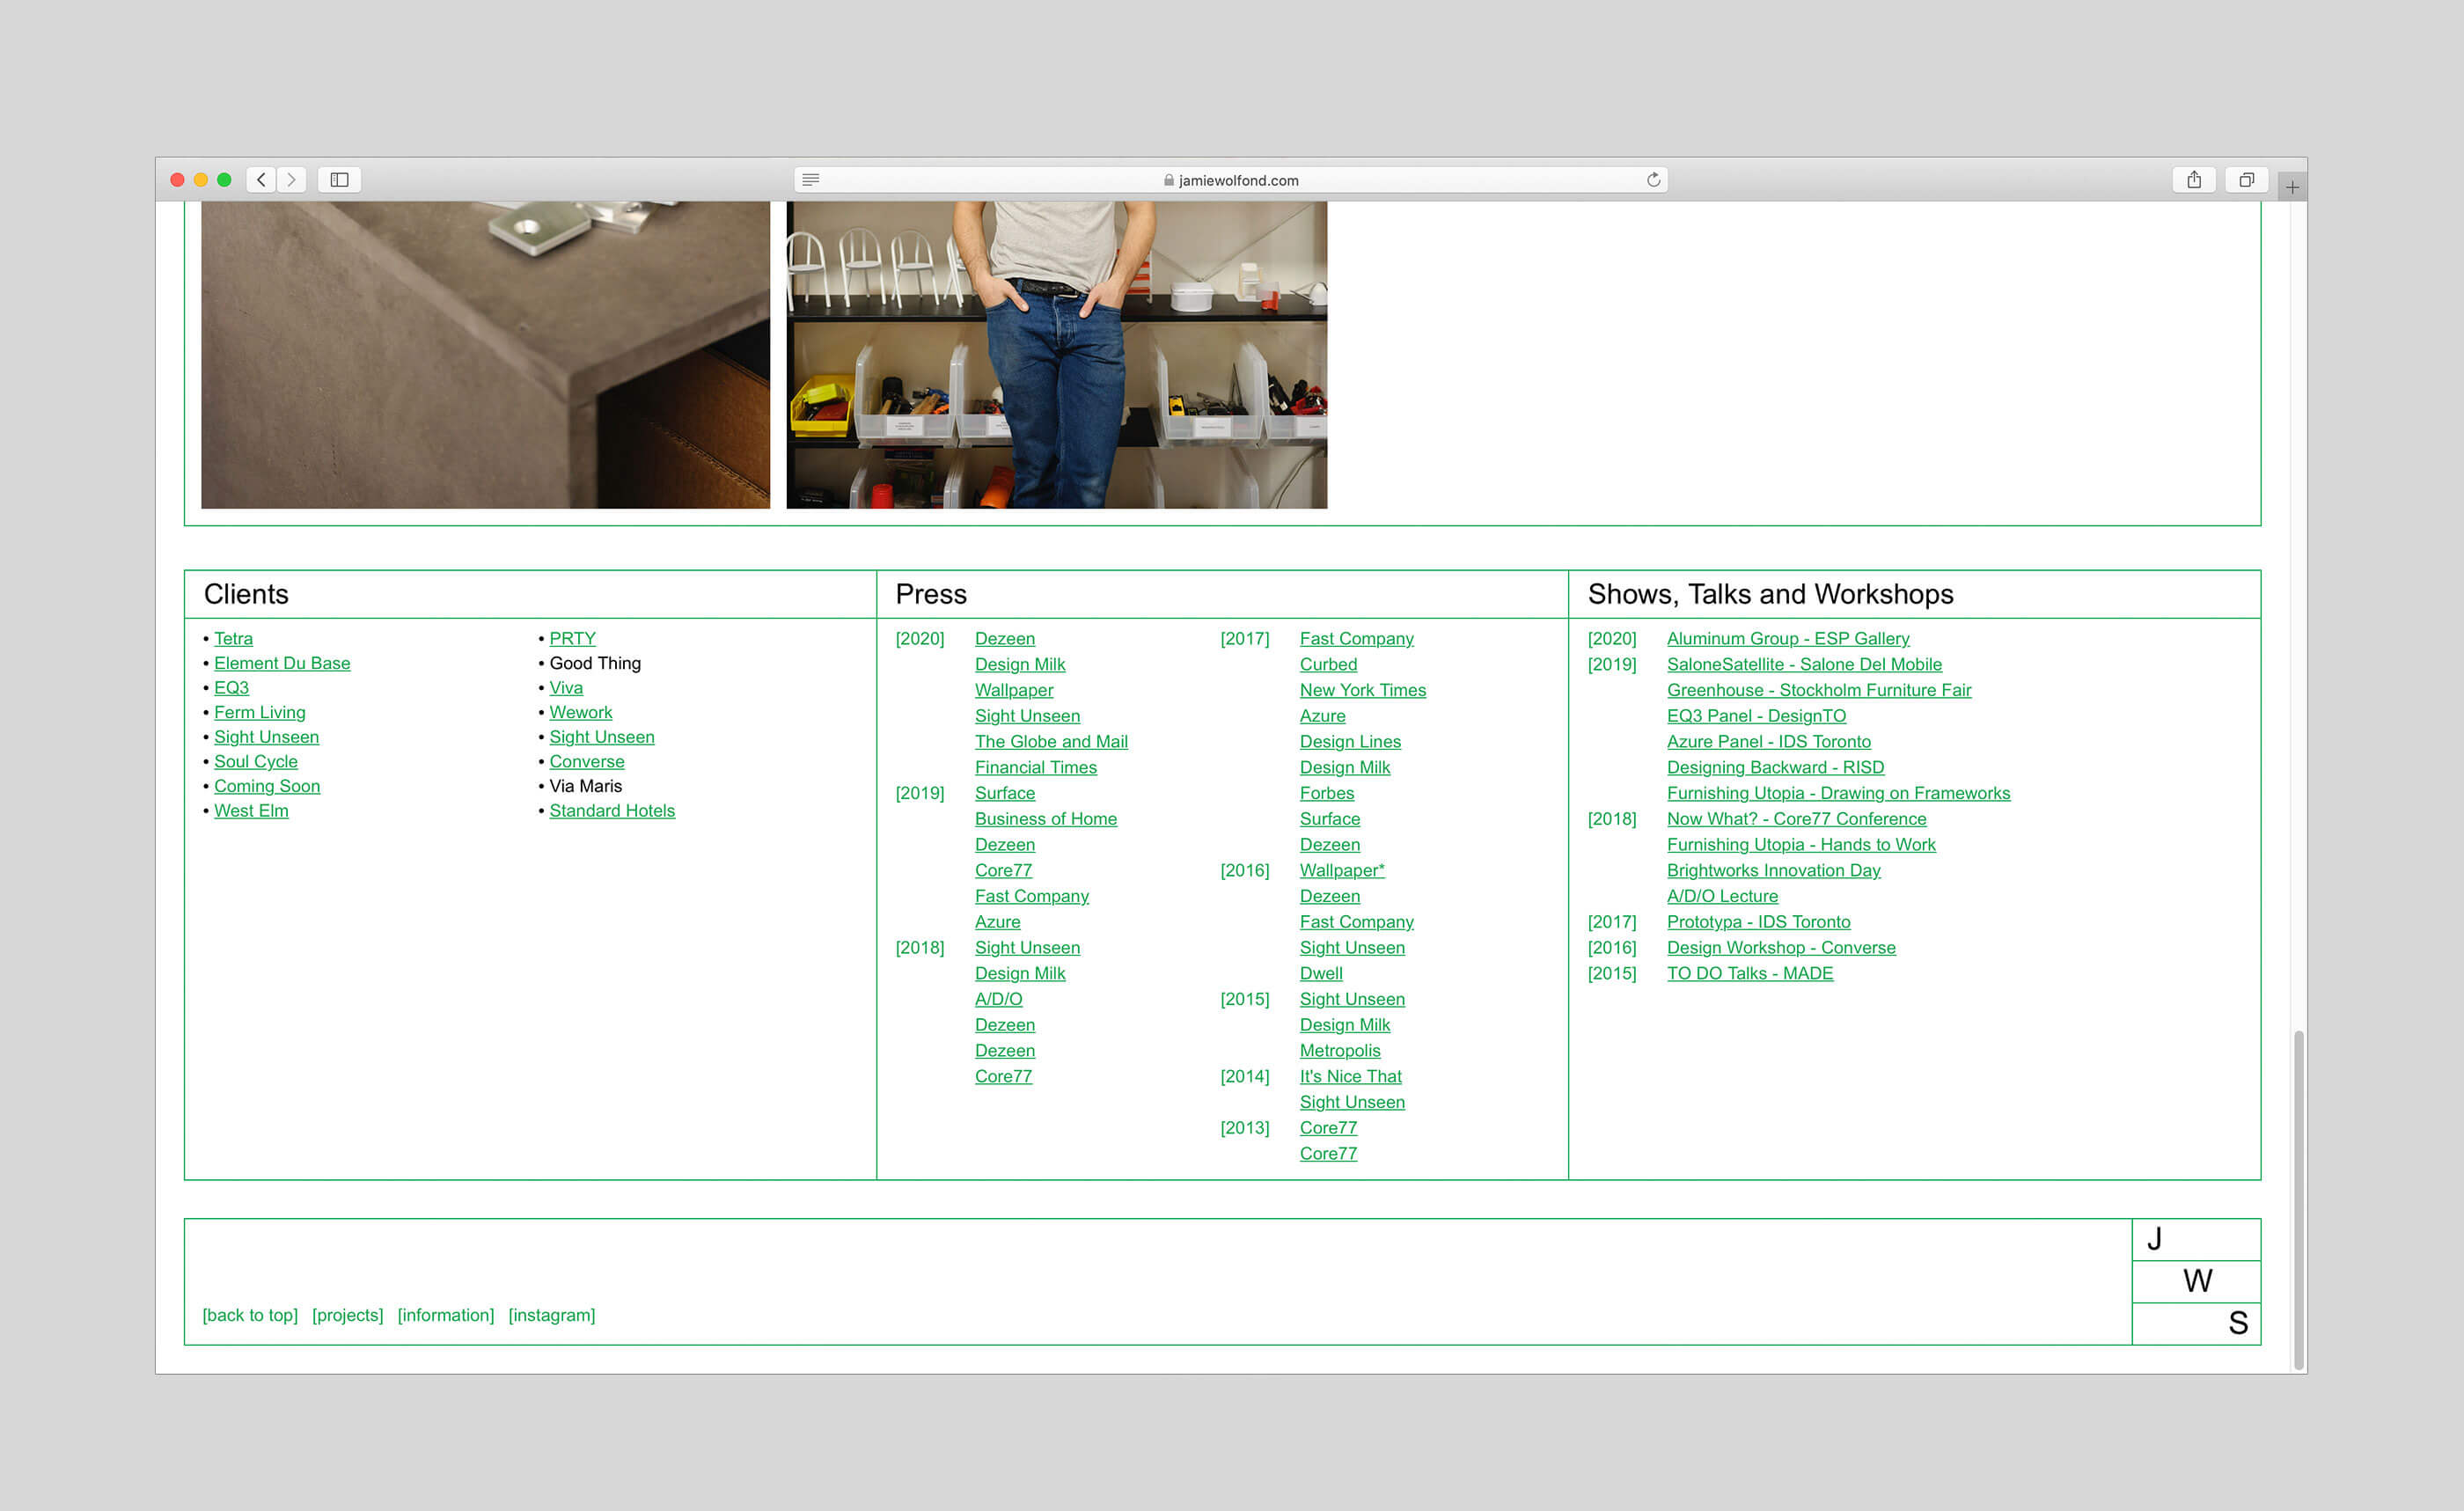 jamiewolfond.com
Clients
• Tetra
• Element Du Base
• EQ3
• Ferm Living
• Sight Unseen
• Soul Cycle
• Coming Soon
• West Elm
• PRTY
• Good Thing
• Viva
• Wework
• Sight Unseen
• Converse
• Via Maris
• Standard Hotels
Press
[2020] Dezeen
Design Milk
Wallpaper
Sight Unseen
The Globe and Mail
Financial Times
[2019] Surface
Business of Home
Dezeen
Core77
Fast Company
Azure
[2018] Sight Unseen
Design Milk
A/D/O
Dezeen
Dezeen
Core77
[2017] Fast Company
Curbed
New York Times
Azure
Design Lines
Design Milk
Forbes
Surface
Dezeen
[2016] Wallpaper*
Dezeen
Fast Company
Sight Unseen
Dwell
[2015] Sight Unseen
Design Milk
Metropolis
[2014] It's Nice That
Sight Unseen
[2013] Core77
Core77
Shows, Talks and Workshops
[2020] Aluminum Group - ESP Gallery
[2019] SaloneSatellite - Salone Del Mobile
Greenhouse - Stockholm Furniture Fair
EQ3 Panel - DesignTO
Azure Panel - IDS Toronto
Designing Backward - RISD
Furnishing Utopia - Drawing on Frameworks
[2018] Now What? - Core77 Conference
Furnishing Utopia - Hands to Work
Brightworks Innovation Day
A/D/O Lecture
[2017] Prototypa - IDS Toronto
[2016] Design Workshop - Converse
[2015] TO DO Talks - MADE
[back to top] [projects] [information] [instagram]
J
W
S